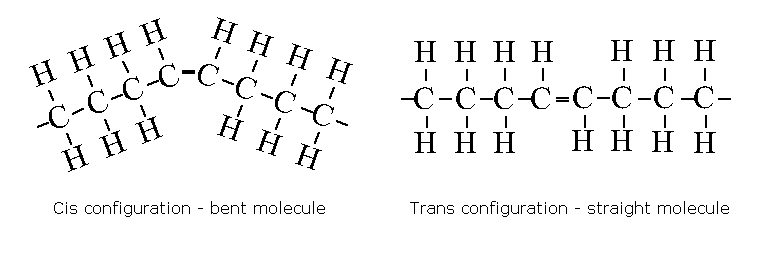 H H H H H H H H
C C C C C C C C
H H H H H H
H H H H H H H
–C–C–C–C=C–C–C–C–
H H H H H H H
Cis configuration - bent molecule
Trans configuration - straight molecule